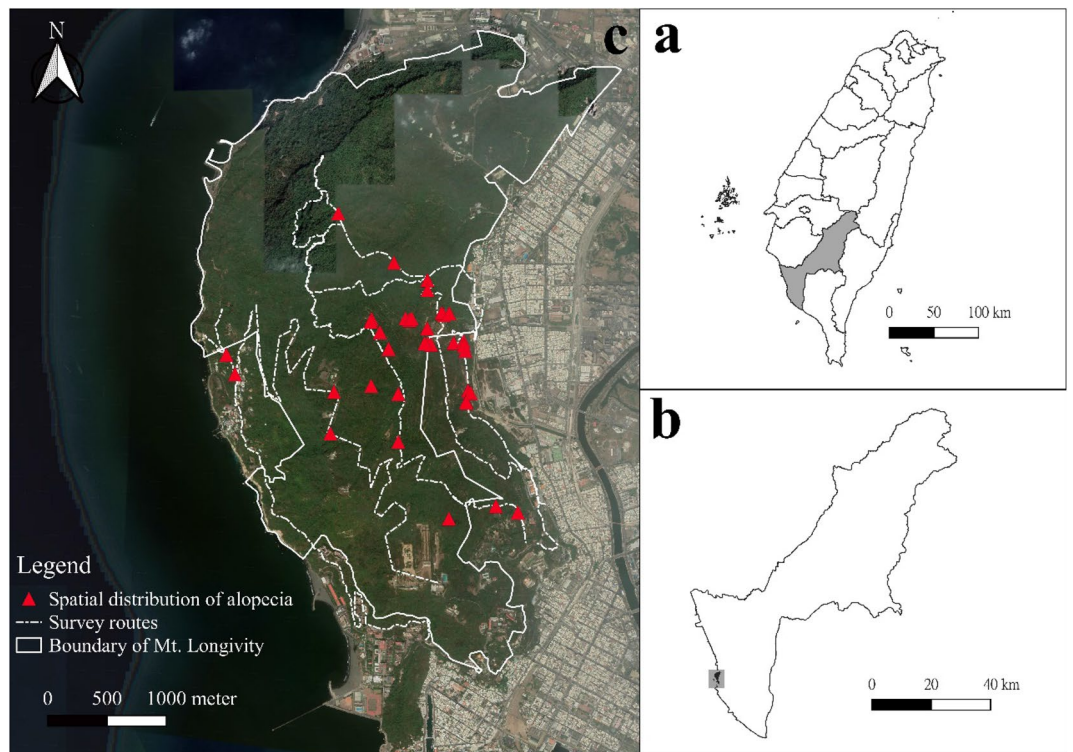 N
c
Legend
Spatial distribution of alopecia
Survey routes
Boundary of Mt. Longivity
0 500 1000 meter
a
0 50 100 km
b
0 20 40 km